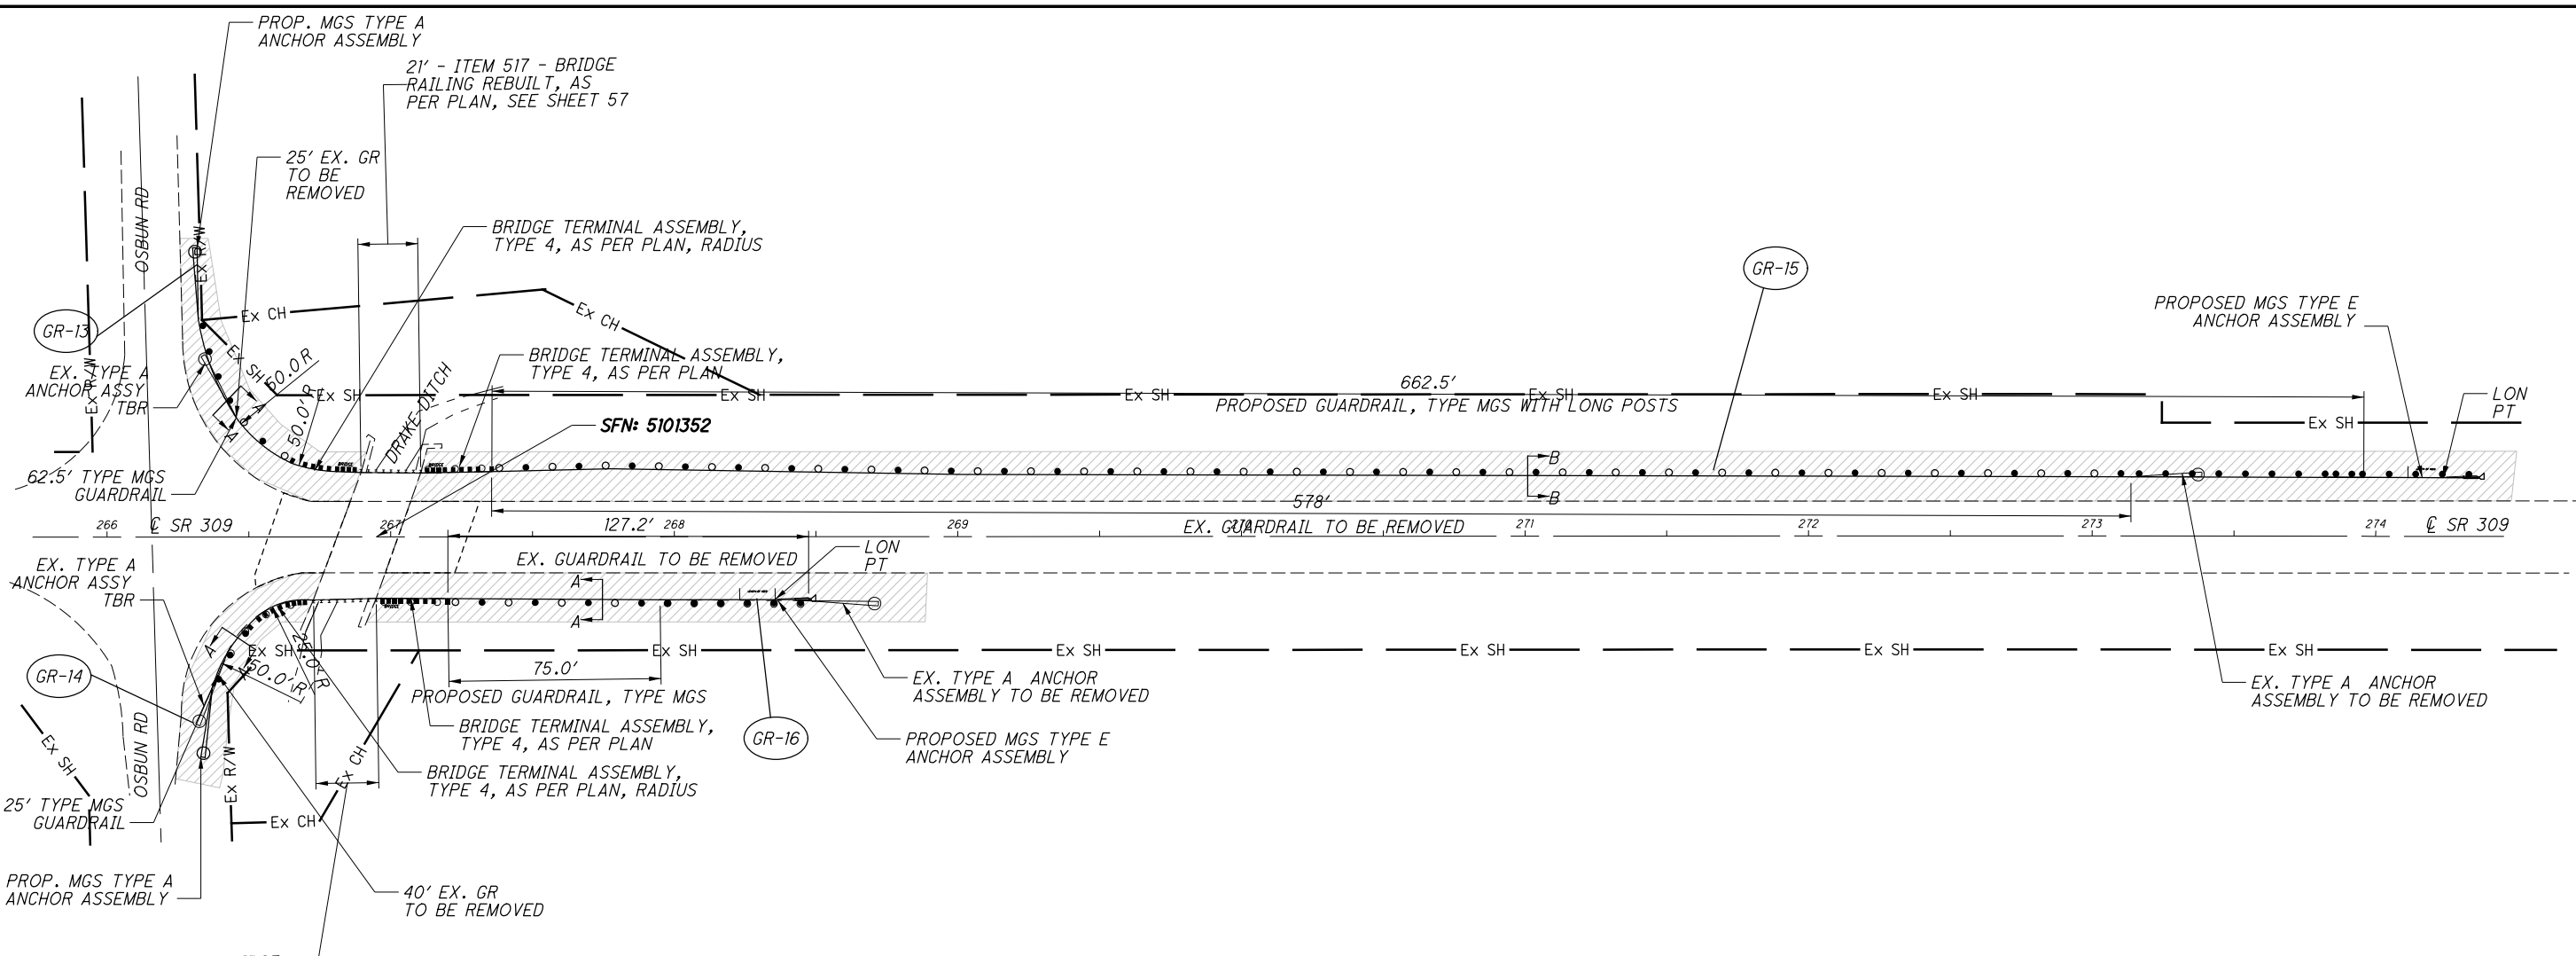 PROP. MGS TYPE A
ANCHOR ASSEMBLY
21' - ITEM 517 - BRIDGE
RAILING REBUILT, AS
PER PLAN, SEE SHEET 57
25' EX. GR
TO BE
REMOVED
OSBUN RD
EX R/W
BRIDGE TERMINAL ASSEMBLY,
TYPE 4, AS PER PLAN, RADIUS
GR-15
PROPOSED MGS TYPE E
ANCHOR ASSEMBLY
GR-13
Ex CH
Ex CH
EX. TYPE A
ANCHOR ASSY
TBR
Ex R/W
Ex SH
50.0 R
50.0' R
A
A
Ex SH
BRIDGE TERMINAL ASSEMBLY,
TYPE 4, AS PER PLAN
DRAKE DITCH
Ex SH
Ex SH
Ex SH
Ex SH
662.5'
PROPOSED GUARDRAIL, TYPE MGS WITH LONG POSTS
LON
PT
Ex SH
SFN: 5101352
62.5' TYPE MGS
GUARDRAIL
B
B
578'
EX. GUARDRAIL TO BE REMOVED
266
℄ SR 309
267
127.2'
268
269
270
271
272
273
274
℄ SR 309
EX. GUARDRAIL TO BE REMOVED
LON
PT
EX. TYPE A
ANCHOR ASSY
TBR
A
A
A
Ex SH
Ex SH
Ex SH
Ex SH
Ex SH
Ex SH
25.0' R
50.0' R
GR-14
75.0'
PROPOSED GUARDRAIL, TYPE MGS
EX. TYPE A ANCHOR
ASSEMBLY TO BE REMOVED
EX. TYPE A ANCHOR
ASSEMBLY TO BE REMOVED
BRIDGE TERMINAL ASSEMBLY,
TYPE 4, AS PER PLAN
GR-16
PROPOSED MGS TYPE E
ANCHOR ASSEMBLY
BRIDGE TERMINAL ASSEMBLY,
TYPE 4, AS PER PLAN, RADIUS
Ex SH
OSBUN RD
Ex R/W
Ex CH
Ex CH
25' TYPE MGS
GUARDRAIL
PROP. MGS TYPE A
ANCHOR ASSEMBLY
40' EX. GR
TO BE REMOVED